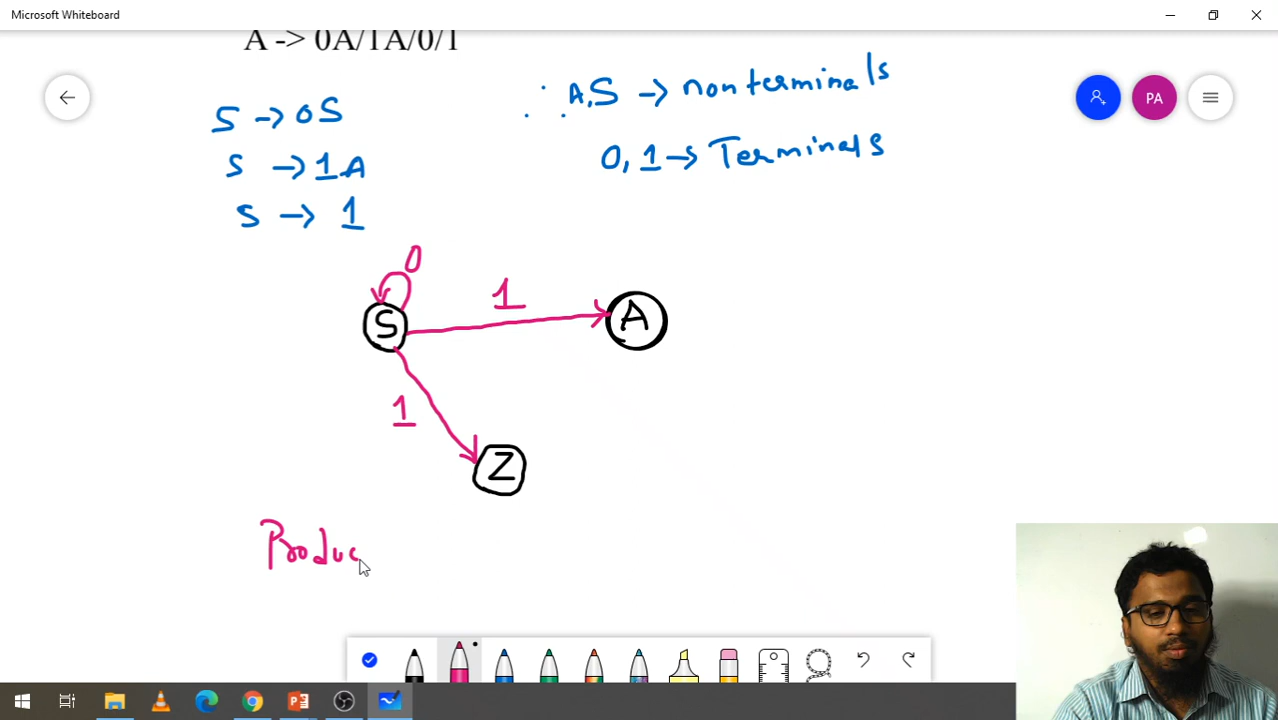 Microsoft Whiteboard
A -> 0A/1A/0/1
∴ A,S → nonterminals
S → 0S
0, 1 → Terminals
S → 1A
S → 1
PA
0
1
S
A
1
Z
Produc